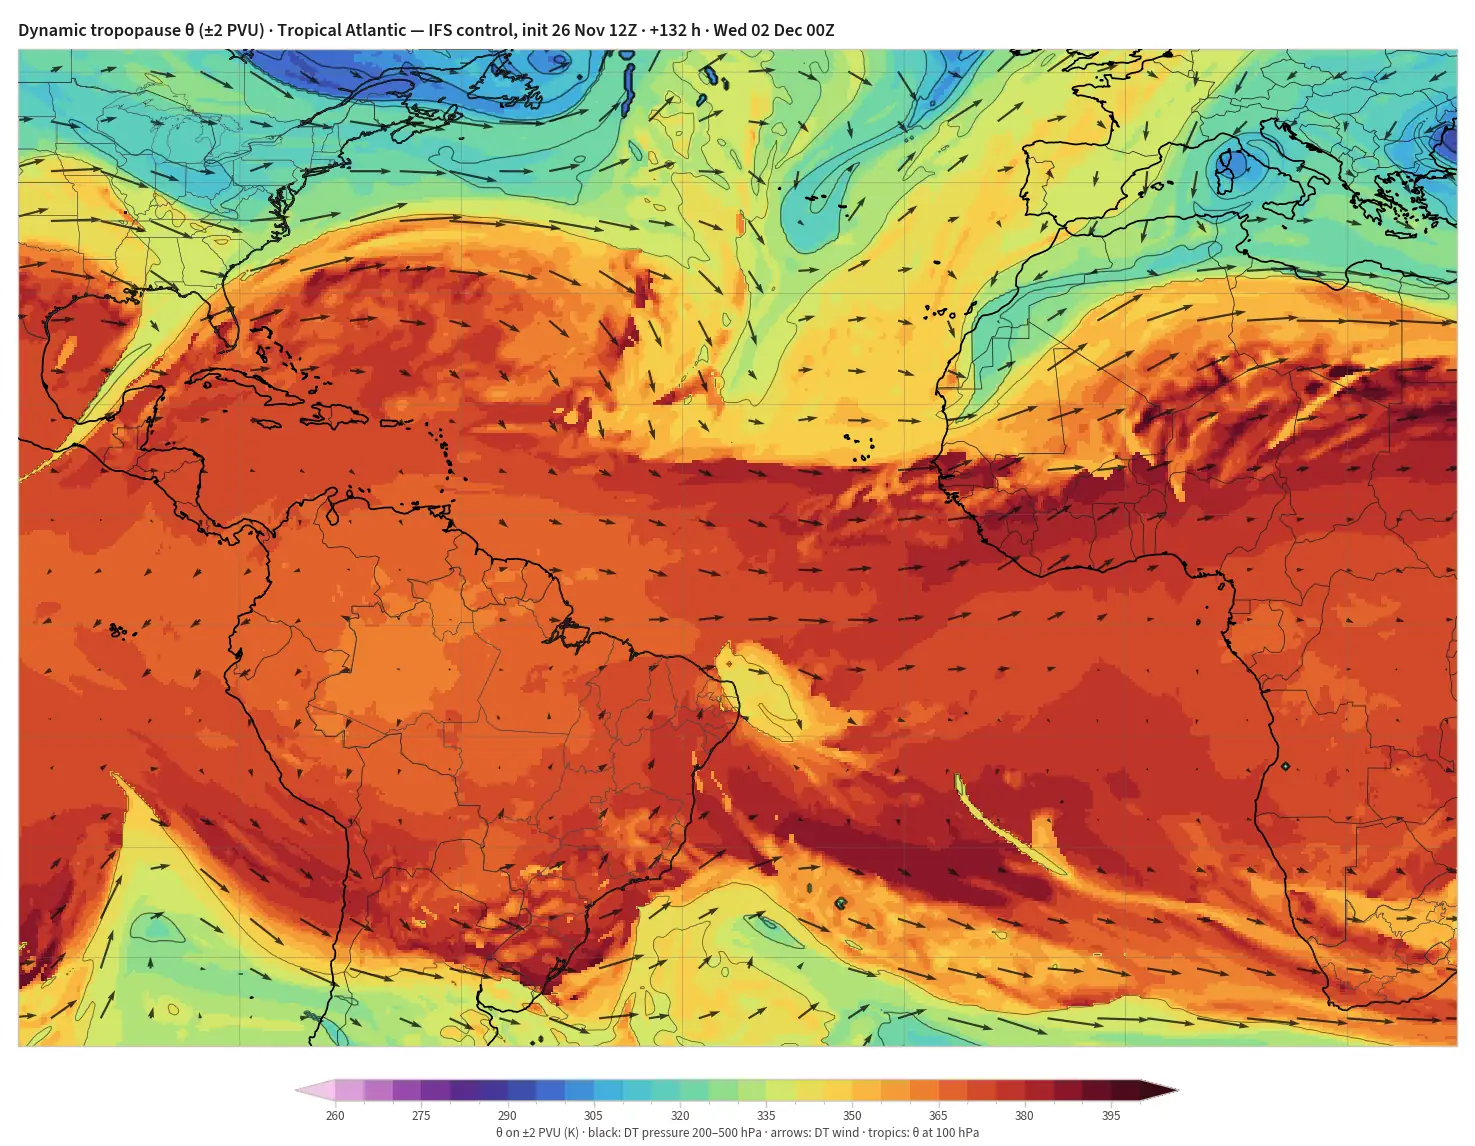 Dynamic tropopause θ (±2 PVU) · Tropical Atlantic — IFS control, init 26 Nov 12Z · +132 h · Wed 02 Dec 00Z
260 275 290 305 320 335 350 365 380 395
θ on ±2 PVU (K) · black: DT pressure 200–500 hPa · arrows: DT wind · tropics: θ at 100 hPa